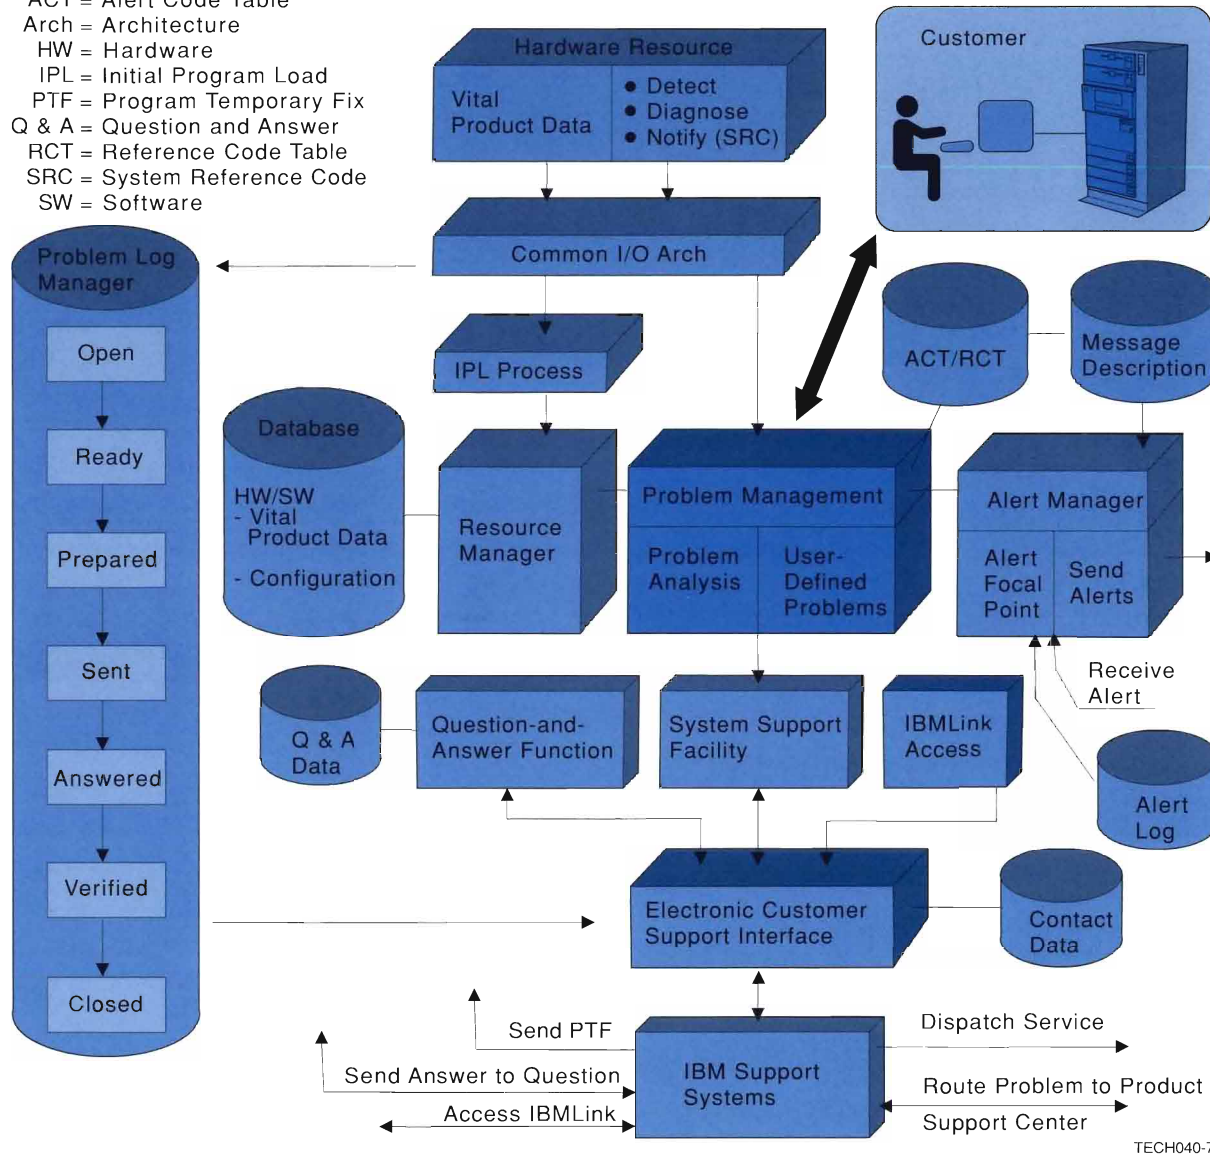 ACT = Alert Code Table
Arch = Architecture
HW = Hardware
IPL = Initial Program Load
PTF = Program Temporary Fix
Q & A = Question and Answer
RCT = Reference Code Table
SRC = System Reference Code
SW = Software
Hardware Resource
Vital
Product Data
● Detect
● Diagnose
● Notify (SRC)
Customer
Common I/O Arch
Problem Log
Manager
Open
Ready
Prepared
Sent
Answered
Verified
Closed
IPL Process
ACT/RCT
Message
Description
Database
HW/SW
- Vital
Product Data
- Configuration
Resource
Manager
Problem Management
Problem
Analysis
User-
Defined
Problems
Alert Manager
Alert
Focal
Point
Send
Alerts
Receive
Alert
Q & A
Data
Question-and-
Answer Function
System Support
Facility
IBMLink
Access
Alert
Log
Electronic Customer
Support Interface
Contact
Data
Send PTF
Send Answer to Question
Access IBMLink
IBM Support
Systems
Dispatch Service
Route Problem to Product
Support Center
TECH040-7